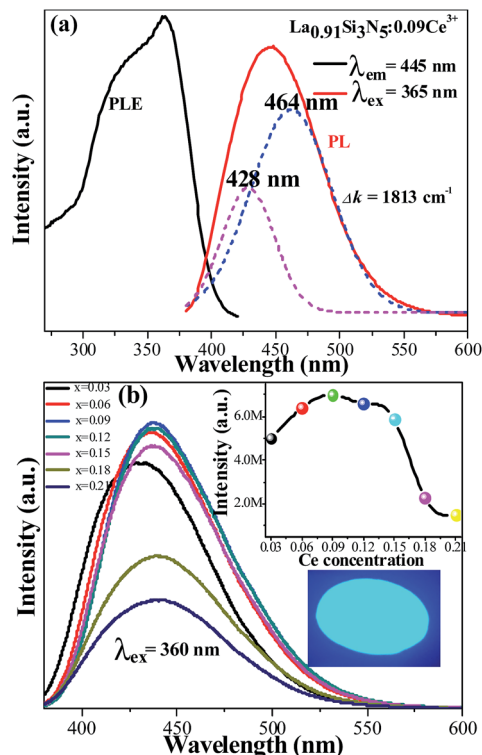 (a)
La0.91Si3N5:0.09Ce3+
λem= 445 nm
λex= 365 nm
464 nm
PLE
PL
428 nm
Δk = 1813 cm-1
Intensity (a.u.)
300 350 400 450 500 550 600
Wavelength (nm)
(b)
x=0.03
x=0.06
x=0.09
x=0.12
x=0.15
x=0.18
x=0.21
6.0M
4.0M
2.0M
Intensity (a.u.)
0.03 0.06 0.09 0.12 0.15 0.18 0.21
Ce concentration
λex= 360 nm
Intensity (a.u.)
400 450 500 550 600
Wavelength (nm)